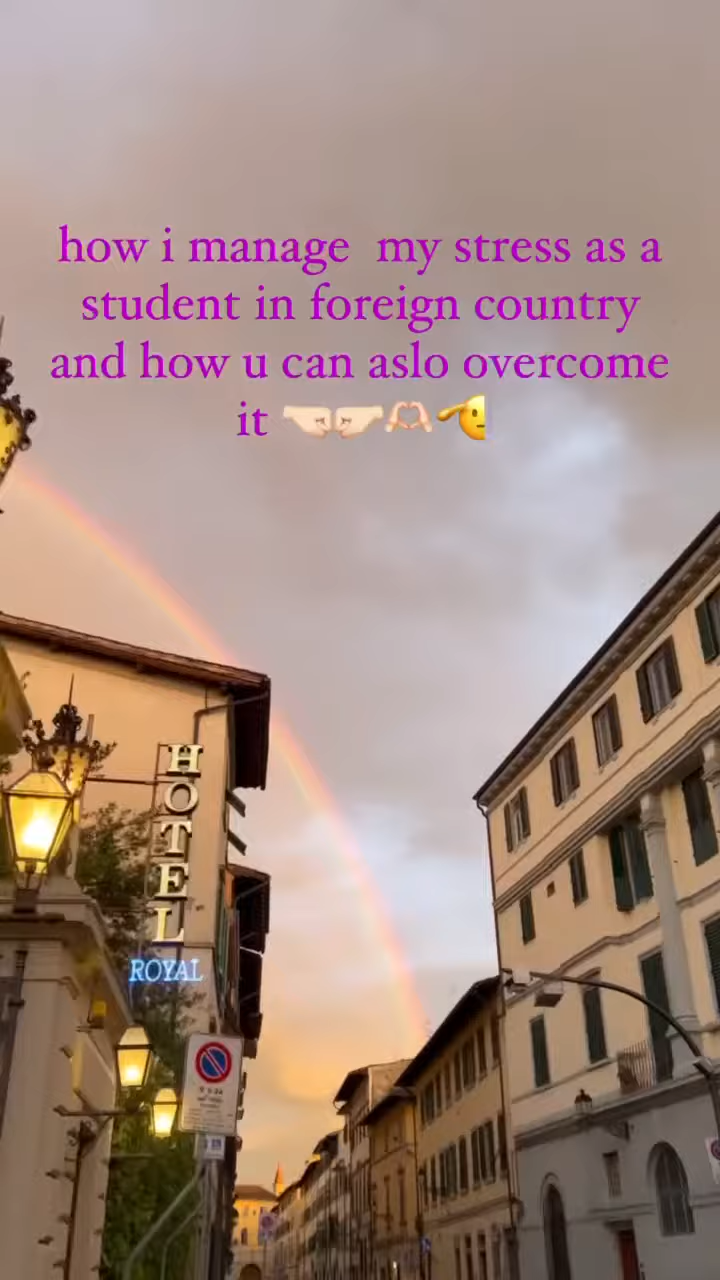 how i manage  my stress as a
student in foreign country
and how u can aslo overcome
it 🤜🏻🤛🏻🫶🏻🫡
HOTEL
ROYAL